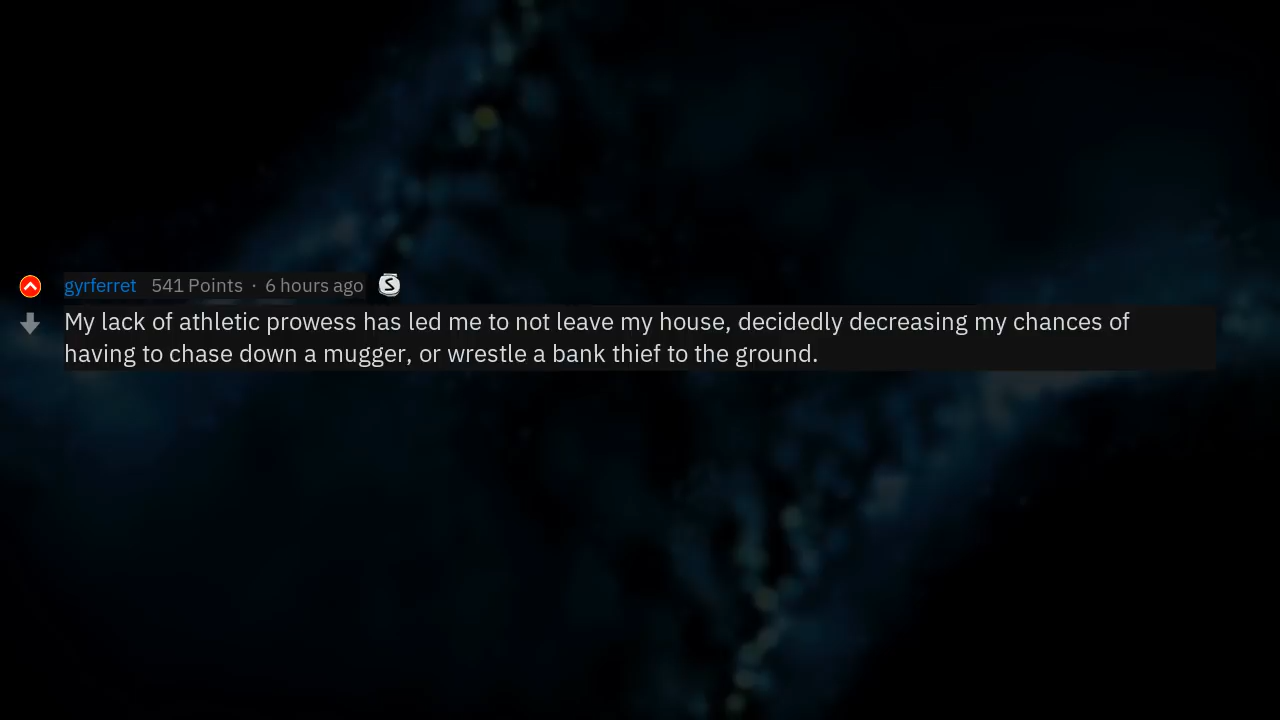 gyrferret 541 Points · 6 hours ago S
My lack of athletic prowess has led me to not leave my house, decidedly decreasing my chances of
having to chase down a mugger, or wrestle a bank thief to the ground.